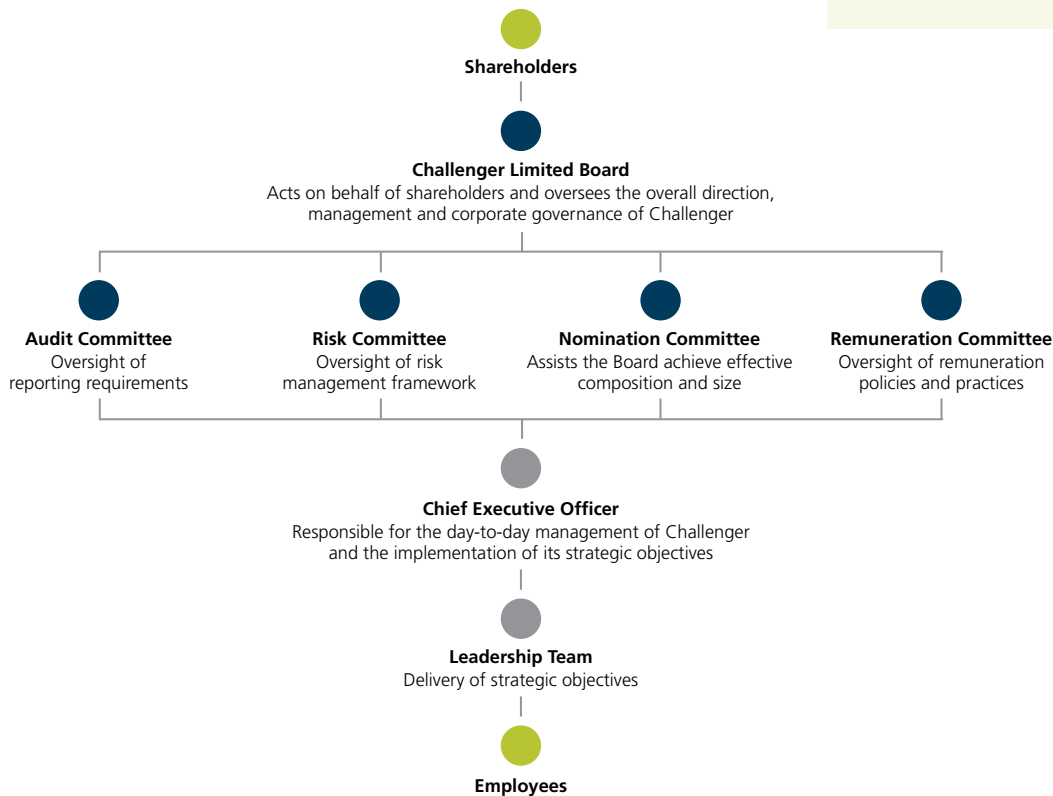 Shareholders
Challenger Limited Board
Acts on behalf of shareholders and oversees the overall direction,
management and corporate governance of Challenger
Audit Committee
Oversight of
reporting requirements
Risk Committee
Oversight of risk
management framework
Nomination Committee
Assists the Board achieve effective
composition and size
Remuneration Committee
Oversight of remuneration
policies and practices
Chief Executive Officer
Responsible for the day-to-day management of Challenger
and the implementation of its strategic objectives
Leadership Team
Delivery of strategic objectives
Employees